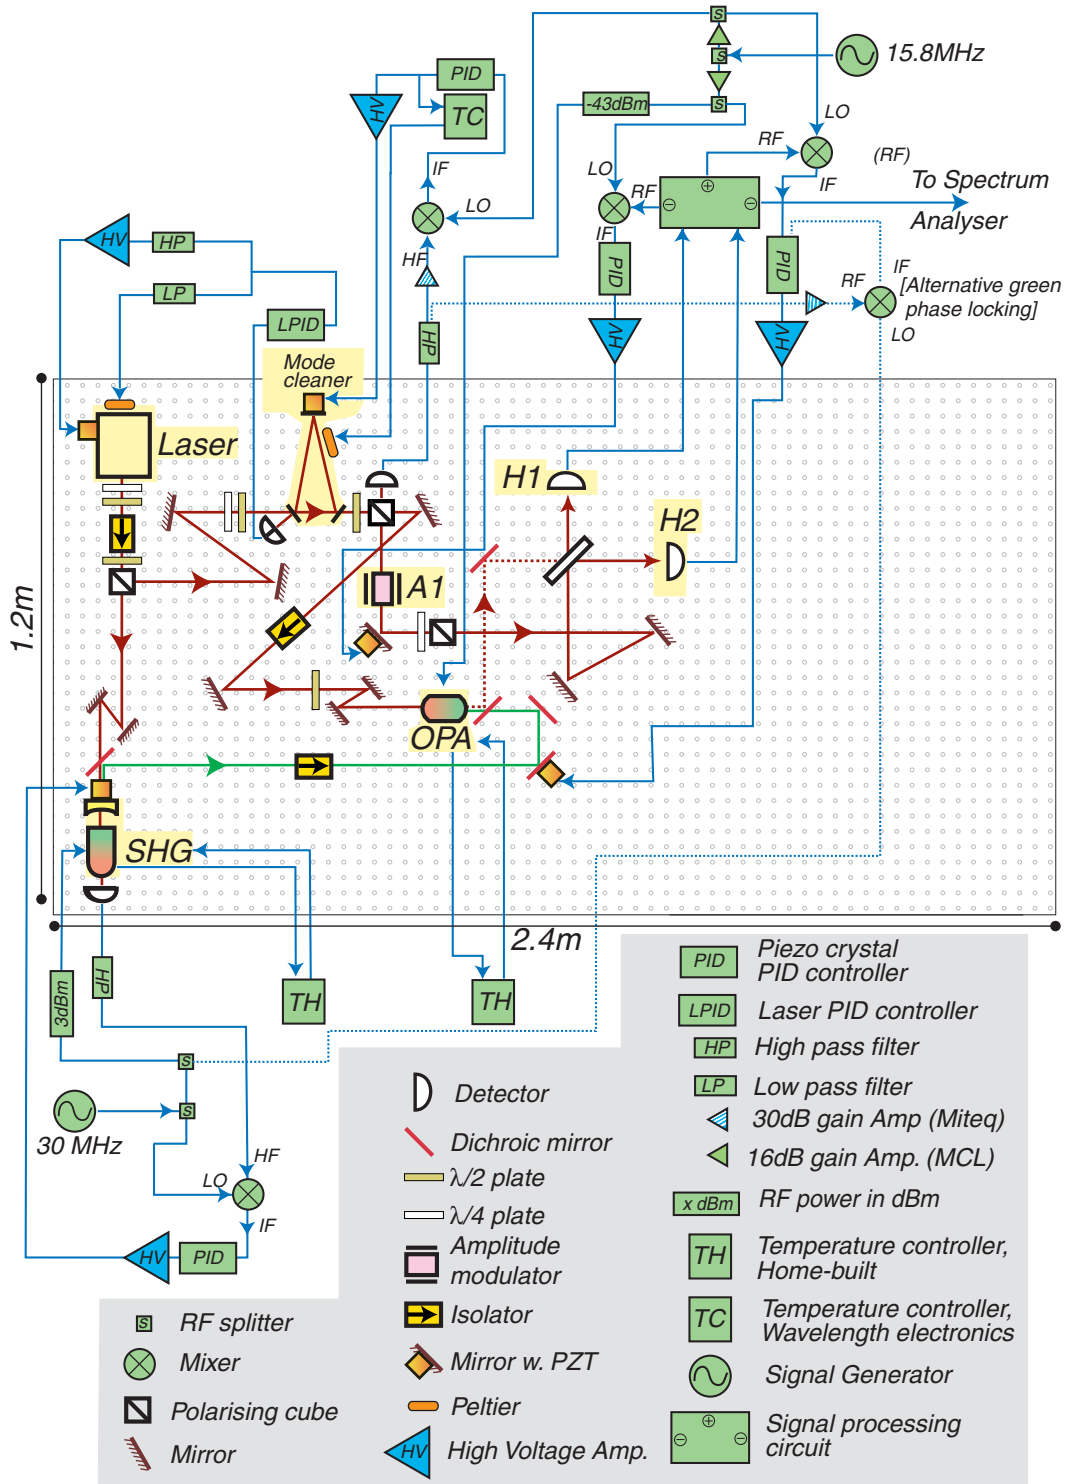 S
15.8MHz
S
PID
HV
TC
-43dBm
S
LO
IF
RF
(RF)
LO
To Spectrum
IF
LO
RF
Analyser
HV
HP
HF
IF
PID
PID
IF
RF
[Alternative green
phase locking]
LP
LPID
HP
HV
HV
LO
Mode
cleaner
Laser
H1
H2
A1
1.2m
OPA
SHG
2.4m
3dBm
HP
TH
TH
S
S
30 MHz
HF
LO
IF
HV
PID
PID
Piezo crystal
PID controller
LPID
Laser PID controller
HP
High pass filter
LP
Low pass filter
30dB gain Amp (Miteq)
16dB gain Amp. (MCL)
x dBm
RF power in dBm
TH
Temperature controller,
Home-built
TC
Temperature controller,
Wavelength electronics
Signal Generator
Signal processing
circuit
Detector
Dichroic mirror
λ/2 plate
λ/4 plate
Amplitude
modulator
Isolator
Mirror w. PZT
Peltier
HV
High Voltage Amp.
S
RF splitter
Mixer
Polarising cube
Mirror